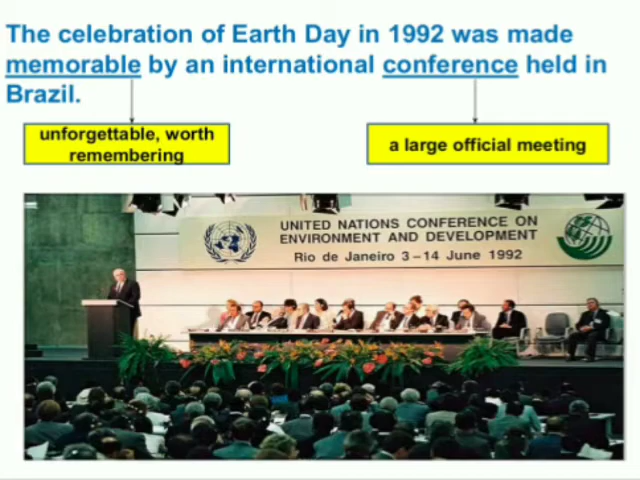 The celebration of Earth Day in 1992 was made
memorable by an international conference held in
Brazil.
unforgettable, worth
remembering
a large official meeting
UNITED NATIONS CONFERENCE ON
ENVIRONMENT AND DEVELOPMENT
Rio de Janeiro 3-14 June 1992